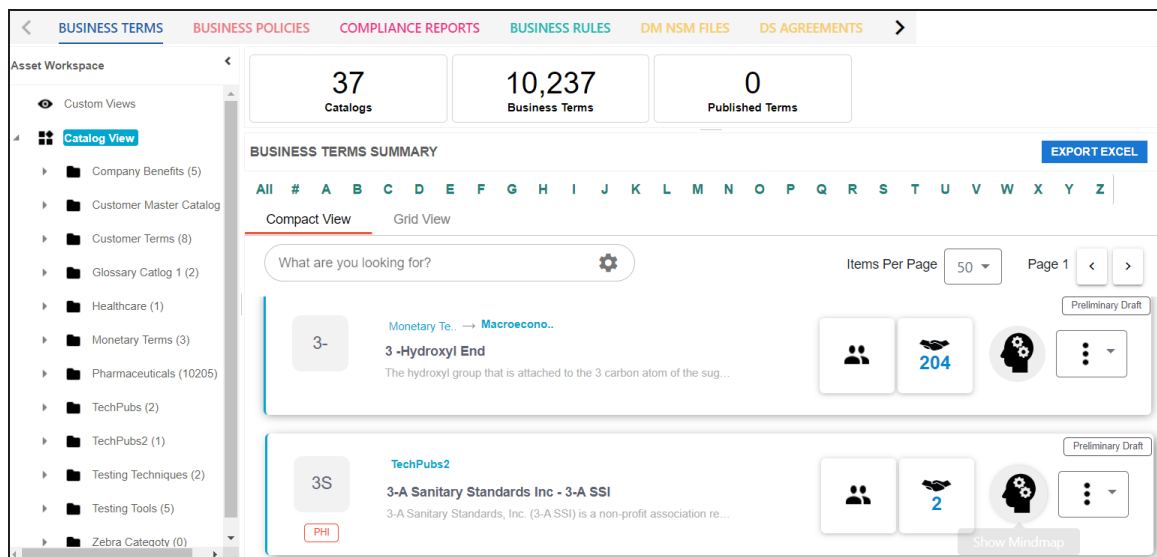 BUSINESS TERMS BUSINESS POLICIES COMPLIANCE REPORTS BUSINESS RULES DM NSM FILES DS AGREEMENTS
Asset Workspace
Custom Views
Catalog View
Company Benefits (5)
Customer Master Catalog
Customer Terms (8)
Glossary Catlog 1 (2)
Healthcare (1)
Monetary Terms (3)
Pharmaceuticals (10205)
TechPubs (2)
TechPubs2 (1)
Testing Techniques (2)
Testing Tools (5)
Zebra Categoty (0)
37
Catalogs
10,237
Business Terms
0
Published Terms
BUSINESS TERMS SUMMARY
EXPORT EXCEL
All # A B C D E F G H I J K L M N O P Q R S T U V W X Y Z
Compact View Grid View
What are you looking for?
Items Per Page 50 Page 1
Preliminary Draft
3-
Monetary Te.. → Macroecono..
3 -Hydroxyl End
The hydroxyl group that is attached to the 3 carbon atom of the sug...
204
Preliminary Draft
3S
PHI
TechPubs2
3-A Sanitary Standards Inc - 3-A SSI
3-A Sanitary Standards, Inc. (3-A SSI) is a non-profit association re...
2
Show Mindmap